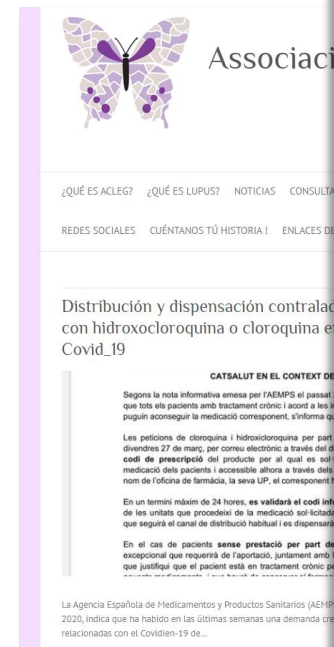 Associaci
¿QUÉ ES ACLEG? ¿QUÉ ES LUPUS? NOTICIAS CONSULTA
REDES SOCIALES CUÉNTANOS TÚ HISTORIA ! ENLACES DE
Distribución y dispensación contralad
con hidroxocloroquina o cloroquina e
Covid_19
CATSALUT EN EL CONTEXT DE
Segons la nota informativa emesa per l'AEMPS el passat
que tots els pacients amb tractament crònic i acord a les i
puguin aconseguir la medicació corresponent, s'informa qu
Les peticions de cloroquina i hidroxicloroquina per part
divendres 27 de març, per correu electrònic a través del d
codi de prescripció del producte per al qual es sol·
medicació dels pacients i accessible alhora a través dels
nom de l'oficina de farmàcia, la seva UP, el corresponent N
En un termini màxim de 24 hores, es validarà el codi info
de les unitats que procedeixi de la medicació sol·licitada
que seguirà el canal de distribució habitual i es dispensarà
En el cas de pacients sense prestació per part de
excepcional que requerirà de l'aportació, juntament amb l
que justifiqui que el pacient està en tractament crònic pe
La Agencia Española de Medicamentos y Productos Sanitarios (AEMP
2020, indica que ha habido en las últimas semanas una demanda cre
relacionadas con el Covidien-19 de...